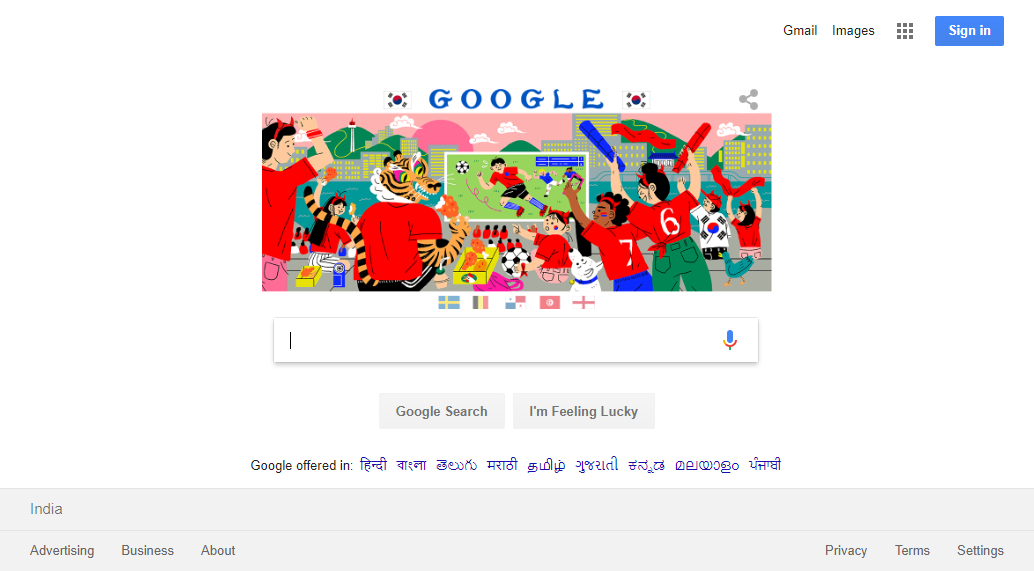 Gmail Images Sign in
GOOGLE
7 6
Google Search I'm Feeling Lucky
Google offered in: हिन्दी বাংলা తెలుగు मराठी தமிழ் ગુજરાતી ಕನ್ನಡ മലയാളം ਪੰਜਾਬੀ
India
Advertising Business About Privacy Terms Settings